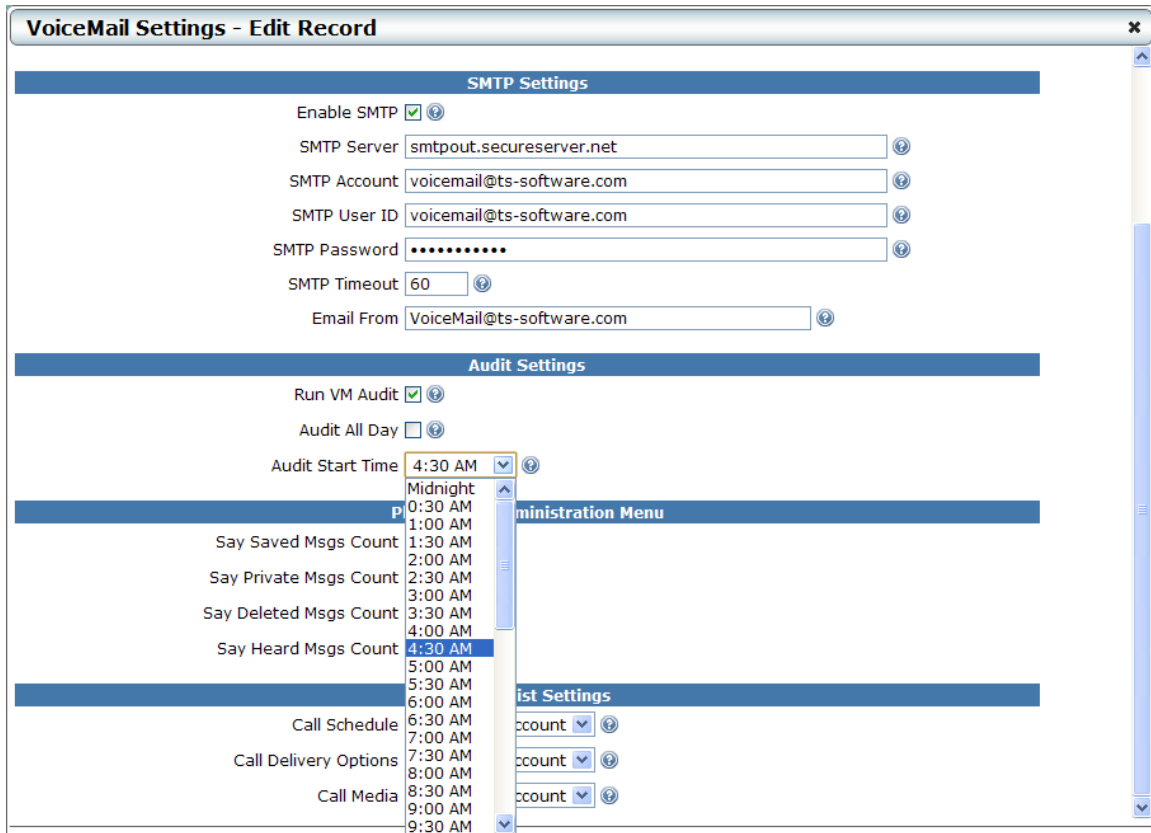 VoiceMail Settings - Edit Record
SMTP Settings
Enable SMTP
SMTP Server smtpout.secureserver.net
SMTP Account voicemail@ts-software.com
SMTP User ID voicemail@ts-software.com
SMTP Password •••••••••••
SMTP Timeout 60
Email From VoiceMail@ts-software.com
Audit Settings
Run VM Audit
Audit All Day
Audit Start Time 4:30 AM
Midnight
0:30 AM
ministration Menu
1:00 AM
Say Saved Msgs Count 1:30 AM
2:00 AM
Say Private Msgs Count 2:30 AM
3:00 AM
Say Deleted Msgs Count 3:30 AM
4:00 AM
Say Heard Msgs Count 4:30 AM
5:00 AM
5:30 AM
ist Settings
6:00 AM
Call Schedule 6:30 AM ccount
7:00 AM
Call Delivery Options 7:30 AM ccount
8:00 AM
8:30 AM
Call Media ccount
9:00 AM
9:30 AM